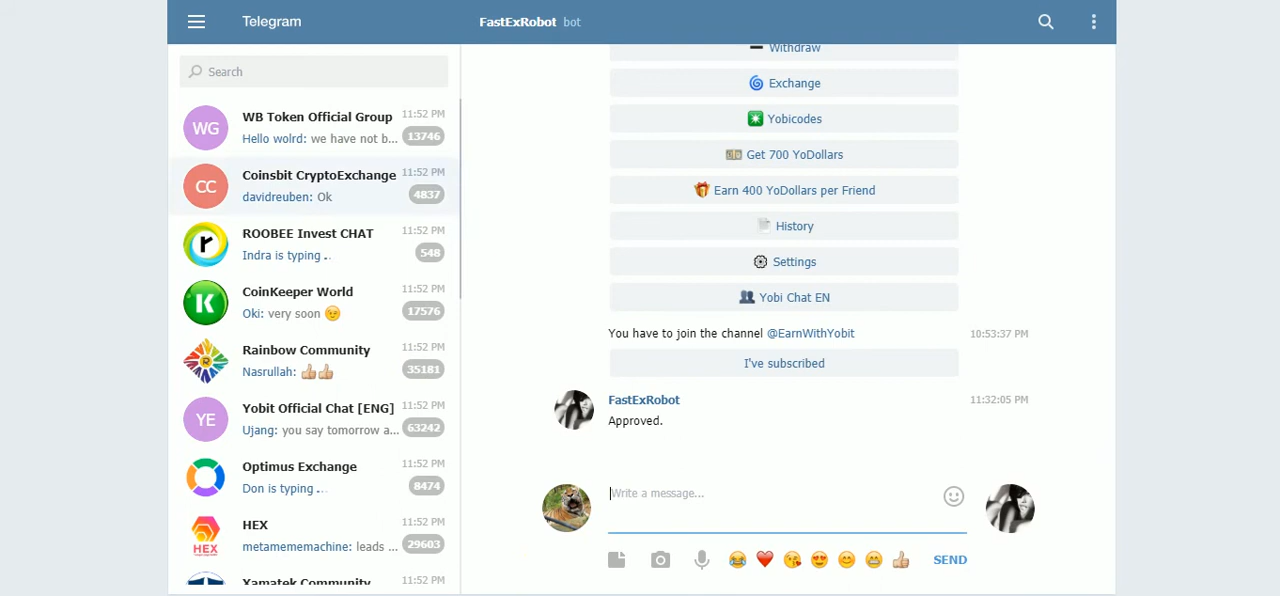 Telegram
FastExRobot bot
Search
WG
WB Token Official Group
11:52 PM
Hello wolrd: we have not b...
13746
CC
Coinsbit CryptoExchange
11:52 PM
davidreuben: Ok
4837
r
ROOBEE Invest CHAT
11:52 PM
Indra is typing ..
548
K
CoinKeeper World
11:52 PM
Oki: very soon 😉
17576
R
Rainbow Community
11:52 PM
Nasrullah: 👍👍
35181
YE
Yobit Official Chat [ENG]
11:52 PM
Ujang: you say tomorrow a...
63242
Optimus Exchange
11:52 PM
Don is typing ...
8474
HEX
HEX
11:52 PM
metamememachine: leads ...
29603
Xamatek Community
11:52 PM
Withdraw
Exchange
Yobicodes
Get 700 YoDollars
Earn 400 YoDollars per Friend
History
Settings
Yobi Chat EN
You have to join the channel @EarnWithYobit
10:53:37 PM
I've subscribed
FastExRobot
11:32:05 PM
Approved.
Write a message...
SEND